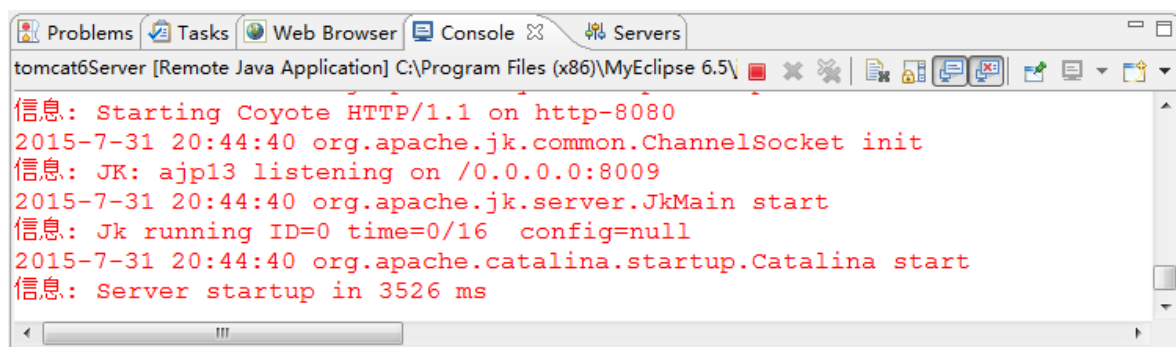 Problems Tasks Web Browser Console Servers
tomcat6Server [Remote Java Application] C:\Program Files (x86)\MyEclipse 6.5\
信息: Starting Coyote HTTP/1.1 on http-8080
2015-7-31 20:44:40 org.apache.jk.common.ChannelSocket init
信息: JK: ajp13 listening on /0.0.0.0:8009
2015-7-31 20:44:40 org.apache.jk.server.JkMain start
信息: Jk running ID=0 time=0/16  config=null
2015-7-31 20:44:40 org.apache.catalina.startup.Catalina start
信息: Server startup in 3526 ms